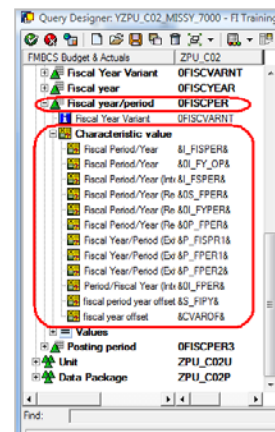 Query Designer: YZPU_C02_MISSY_7000 - FI Training
FMBCS Budget & Actuals ZPU_C02
Fiscal Year Variant 0FISCVARNT
Fiscal year 0FISCYEAR
Fiscal year/period 0FISCPER
Fiscal Year Variant 0FISCVARNT
Characteristic value
Fiscal Period/Year &I_FISPER&
Fiscal Period/Year &0I_FY_OP&
Fiscal Period/Year (Inte &I_FSPER&
Fiscal Period/Year (Re &0S_FPER&
Fiscal Period/Year (Re &0I_FYPER&
Fiscal Period/Year (Re &0P_FPER&
Fiscal Year/Period (Ex &P_FISPR1&
Fiscal Year/Period (Ex &P_FPER1&
Fiscal Year/Period (Ex &P_FPER2&
Period/Fiscal Year (Int &0I_FPER&
fiscal period year offset &S_FIPY&
fiscal year offset &CVAROF&
Values
Posting period 0FISCPER3
Unit ZPU_C02U
Data Package ZPU_C02P
Find: